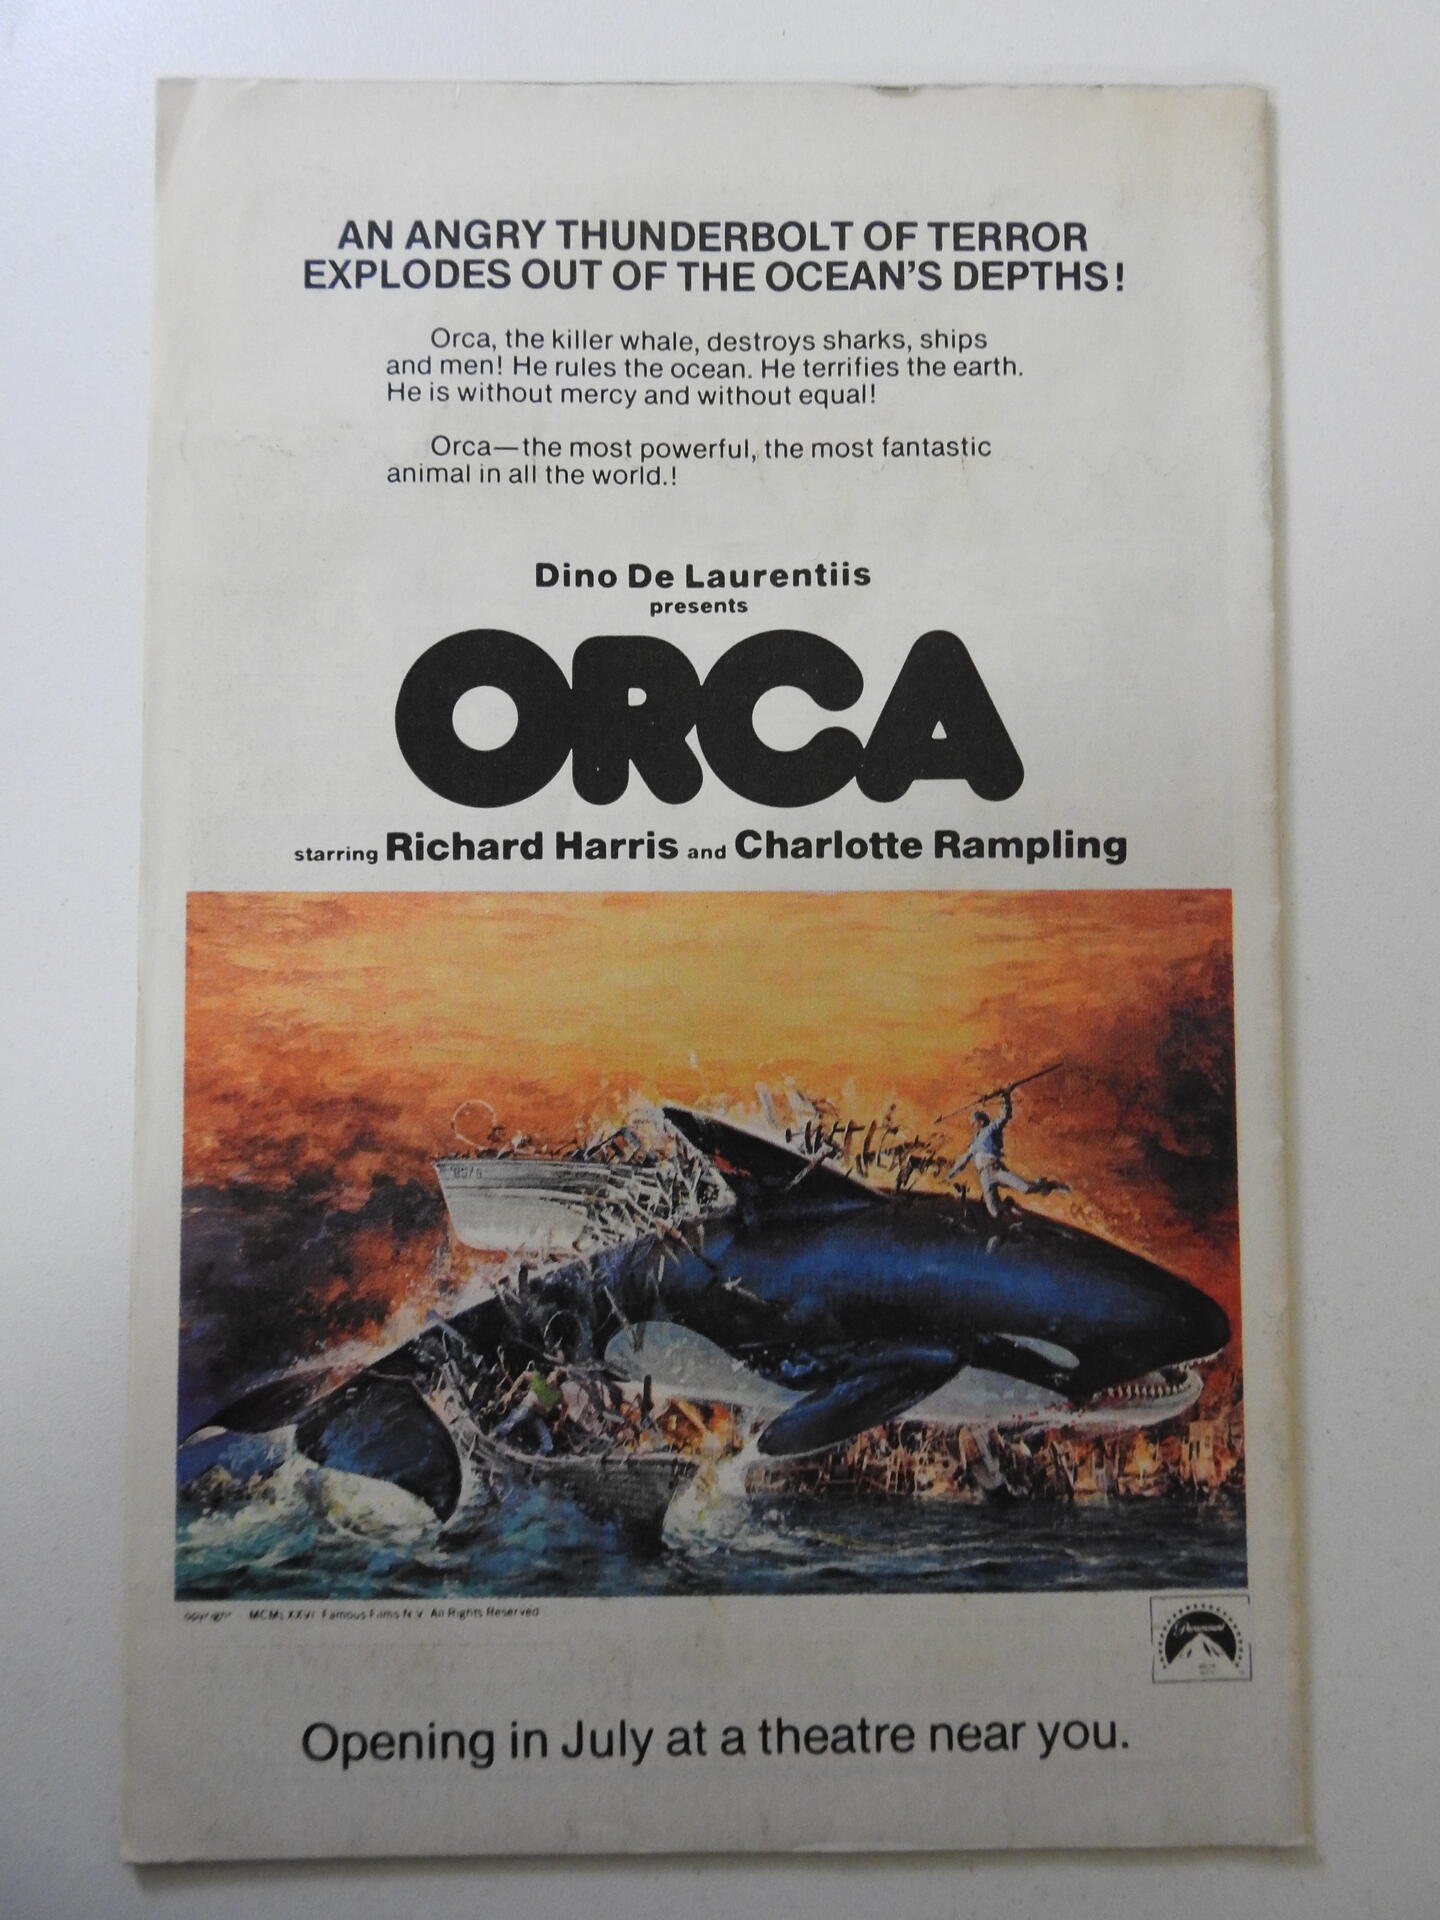 AN ANGRY THUNDERBOLT OF TERROR
EXPLODES OUT OF THE OCEAN'S DEPTHS!
Orca, the killer whale, destroys sharks, ships
and men! He rules the ocean. He terrifies the earth.
He is without mercy and without equal!
Orca—the most powerful, the most fantastic
animal in all the world.!
Dino De Laurentiis
presents
ORCA
starring Richard Harris and Charlotte Rampling
opyright MCMLXXVI Famous Films N.V. All Rights Reserved
Paramount
Opening in July at a theatre near you.